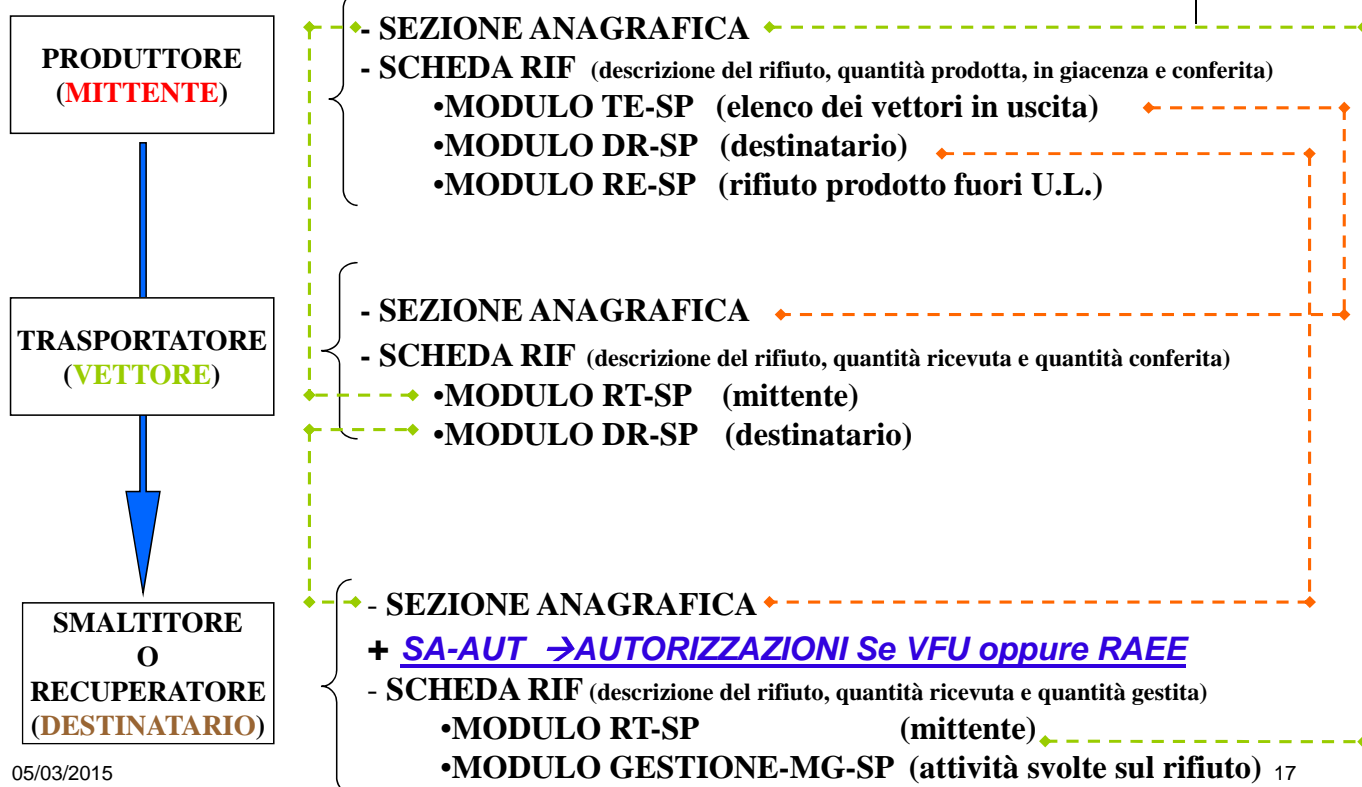 PRODUTTORE
(MITTENTE)
- SEZIONE ANAGRAFICA
- SCHEDA RIF (descrizione del rifiuto, quantità prodotta, in giacenza e conferita)
•MODULO TE-SP (elenco dei vettori in uscita)
•MODULO DR-SP (destinatario)
•MODULO RE-SP (rifiuto prodotto fuori U.L.)
TRASPORTATORE
(VETTORE)
- SEZIONE ANAGRAFICA
- SCHEDA RIF (descrizione del rifiuto, quantità ricevuta e quantità conferita)
•MODULO RT-SP (mittente)
•MODULO DR-SP (destinatario)
SMALTITORE
O
RECUPERATORE
(DESTINATARIO)
- SEZIONE ANAGRAFICA
+ SA-AUT →AUTORIZZAZIONI Se VFU oppure RAEE
- SCHEDA RIF (descrizione del rifiuto, quantità ricevuta e quantità gestita)
•MODULO RT-SP (mittente)
•MODULO GESTIONE-MG-SP (attività svolte sul rifiuto)
05/03/2015
17